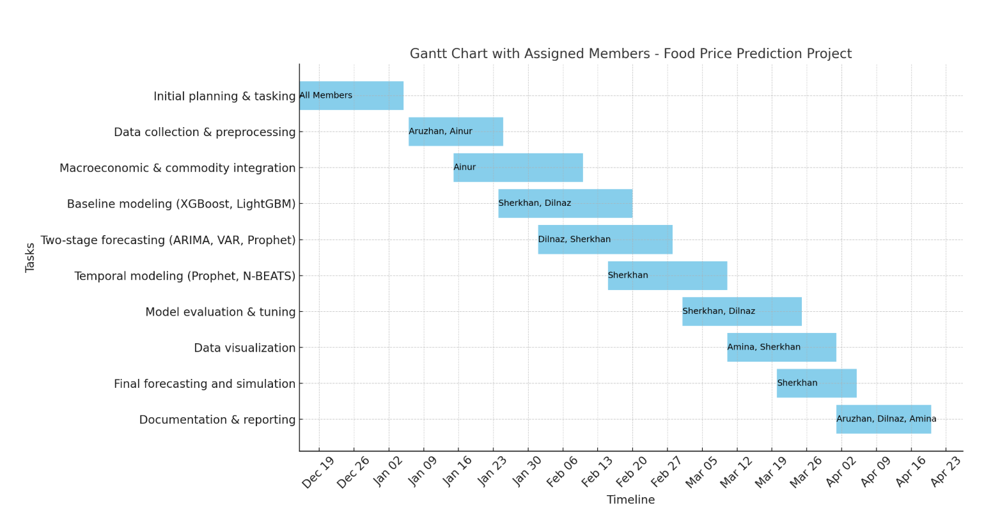 Gantt Chart with Assigned Members - Food Price Prediction Project
Tasks
Initial planning & tasking All Members
Data collection & preprocessing Aruzhan, Ainur
Macroeconomic & commodity integration Ainur
Baseline modeling (XGBoost, LightGBM) Sherkhan, Dilnaz
Two-stage forecasting (ARIMA, VAR, Prophet) Dilnaz, Sherkhan
Temporal modeling (Prophet, N-BEATS) Sherkhan
Model evaluation & tuning Sherkhan, Dilnaz
Data visualization Amina, Sherkhan
Final forecasting and simulation Sherkhan
Documentation & reporting Aruzhan, Dilnaz, Amina
Dec 19 Dec 26 Jan 02 Jan 09 Jan 16 Jan 23 Jan 30 Feb 06 Feb 13 Feb 20 Feb 27 Mar 05 Mar 12 Mar 19 Mar 26 Apr 02 Apr 09 Apr 16 Apr 23
Timeline